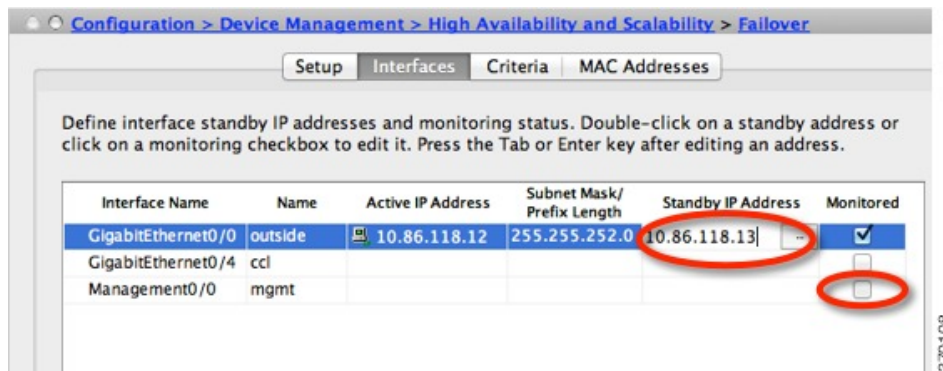 Configuration > Device Management > High Availability and Scalability > Failover
Setup Interfaces Criteria MAC Addresses
Define interface standby IP addresses and monitoring status. Double-click on a standby address or
click on a monitoring checkbox to edit it. Press the Tab or Enter key after editing an address.
Interface Name Name Active IP Address Subnet Mask/ Prefix Length Standby IP Address Monitored
GigabitEthernet0/0 outside 10.86.118.12 255.255.252.0 10.86.118.13 ..
GigabitEthernet0/4 ccl
Management0/0 mgmt